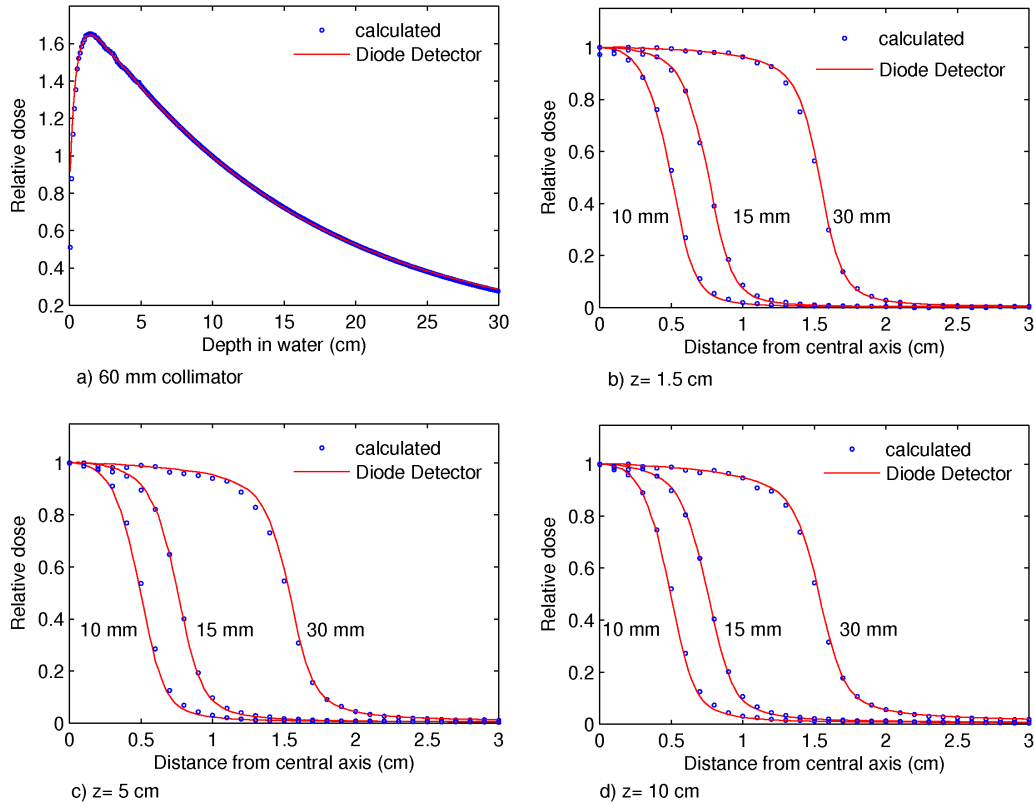 a)
1.6
1.4
1.2
1
0.8
0.6
0.4
0.2
Relative dose
calculated
Diode Detector
0 5 10 15 20 25 30
Depth in water (cm)
a) 60 mm collimator
1
0.8
0.6
0.4
0.2
0
Relative dose
calculated
Diode Detector
10 mm 15 mm 30 mm
0 0.5 1 1.5 2 2.5 3
Distance from central axis (cm)
b) z= 1.5 cm
1
0.8
0.6
0.4
0.2
0
Relative dose
calculated
Diode Detector
10 mm 15 mm 30 mm
0 0.5 1 1.5 2 2.5 3
Distance from central axis (cm)
c) z= 5 cm
1
0.8
0.6
0.4
0.2
0
Relative dose
calculated
Diode Detector
10 mm 15 mm 30 mm
0 0.5 1 1.5 2 2.5 3
Distance from central axis (cm)
d) z= 10 cm